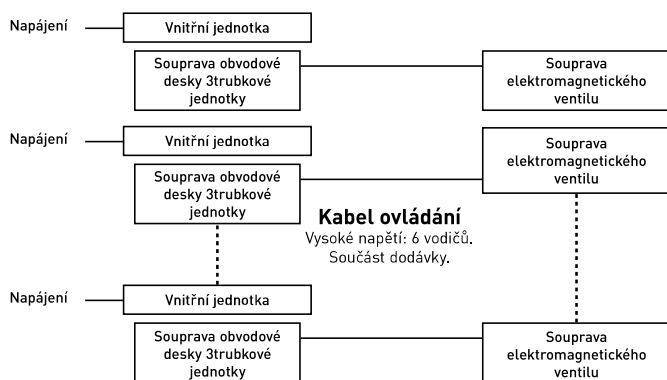 Napájení
Vnitřní jednotka
Souprava obvodové
desky 3trubkové
jednotky
Souprava
elektromagnetického
ventilu
Napájení
Vnitřní jednotka
Souprava obvodové
desky 3trubkové
jednotky
Souprava
elektromagnetického
ventilu
Kabel ovládání
Vysoké napětí: 6 vodičů.
Součást dodávky.
Napájení
Vnitřní jednotka
Souprava obvodové
desky 3trubkové
jednotky
Souprava
elektromagnetického
ventilu